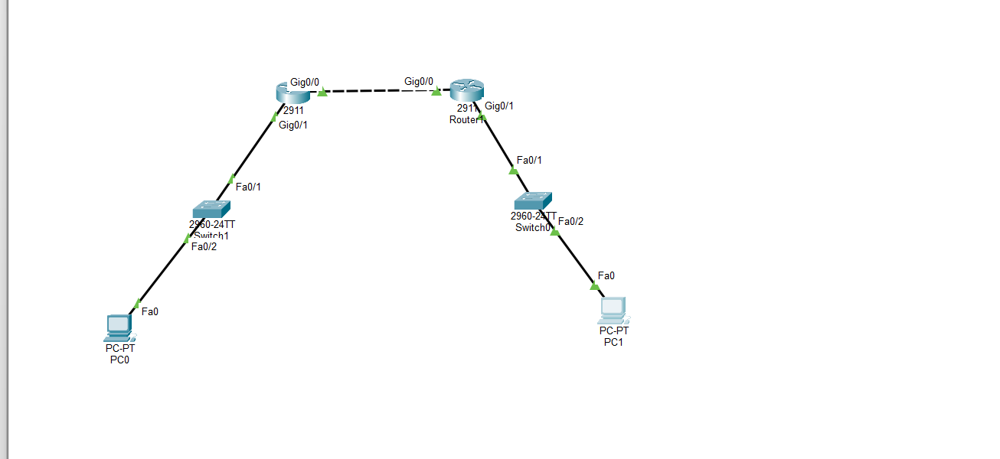 Gig0/0
Gig0/0
2911
Gig0/1
2911
Router1
Gig0/1
Fa0/1
Fa0/1
2960-24TT
Switch1
Fa0/2
2960-24TT
Switch0
Fa0/2
Fa0
Fa0
PC-PT
PC0
PC-PT
PC1